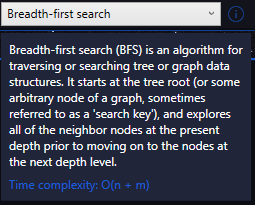 Breadth-first search
Breadth-first search (BFS) is an algorithm for
traversing or searching tree or graph data
structures. It starts at the tree root (or some
arbitrary node of a graph, sometimes
referred to as a 'search key'), and explores
all of the neighbor nodes at the present
depth prior to moving on to the nodes at
the next depth level.
Time complexity: O(n + m)